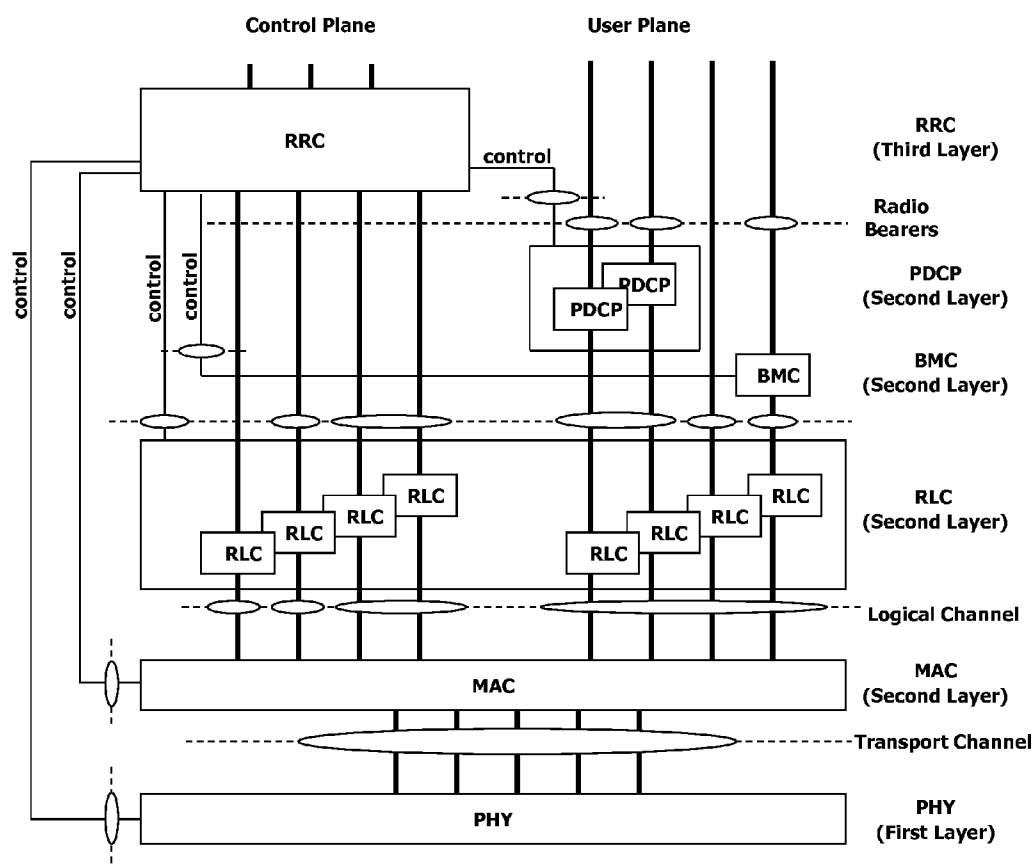 Control Plane
User Plane
RRC
RRC
(Third Layer)
control
Radio
Bearers
control
control
control
control
PDCP
PDCP
PDCP
(Second Layer)
BMC
BMC
(Second Layer)
RLC
RLC
RLC
RLC
RLC
RLC
RLC
RLC
RLC
(Second Layer)
Logical Channel
MAC
MAC
(Second Layer)
Transport Channel
PHY
PHY
(First Layer)